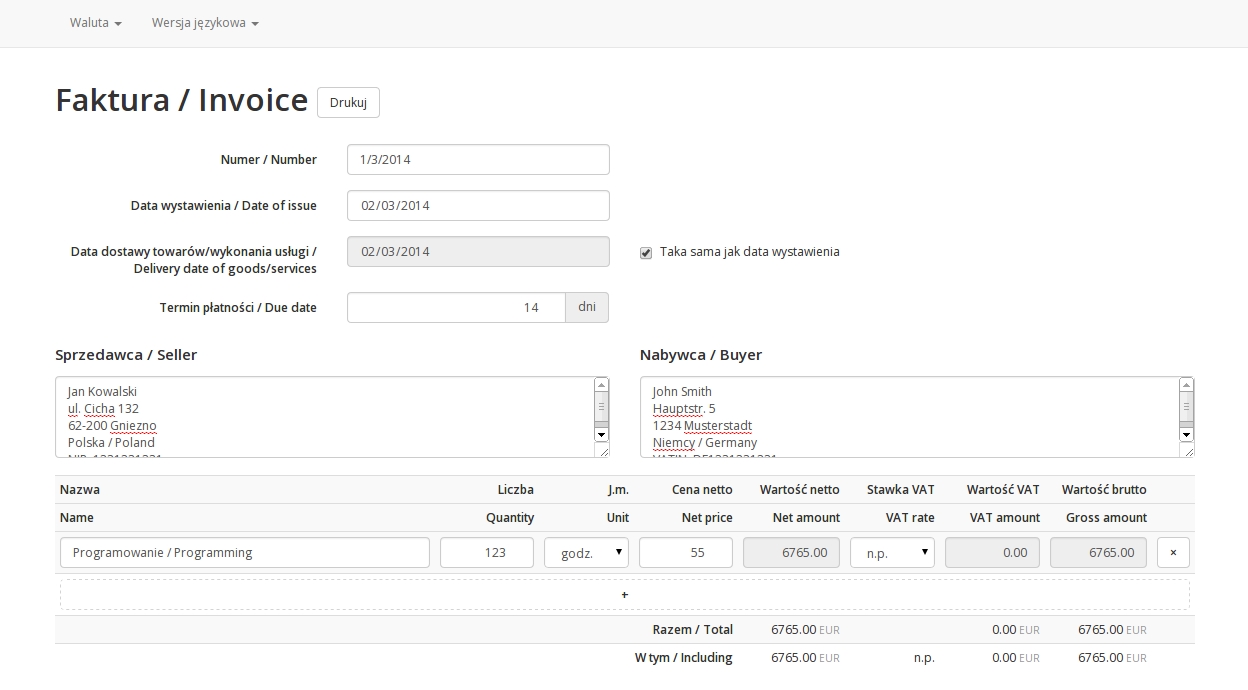 Waluta
Wersja językowa
Faktura / Invoice
Drukuj
Numer / Number
1/3/2014
Data wystawienia / Date of issue
02/03/2014
Data dostawy towarów/wykonania usługi /
Delivery date of goods/services
02/03/2014
Taka sama jak data wystawienia
Termin płatności / Due date
14
dni
Sprzedawca / Seller
Jan Kowalski
ul. Cicha 132
62-200 Gniezno
Polska / Poland
Nabywca / Buyer
John Smith
Hauptstr. 5
1234 Musterstadt
Niemcy / Germany
Nazwa Liczba J.m. Cena netto Wartość netto Stawka VAT Wartość VAT Wartość brutto
Name Quantity Unit Net price Net amount VAT rate VAT amount Gross amount
Programowanie / Programming 123 godz. 55 6765.00 n.p. 0.00 6765.00 ×
+
Razem / Total 6765.00 EUR 0.00 EUR 6765.00 EUR
W tym / Including 6765.00 EUR n.p. 0.00 EUR 6765.00 EUR